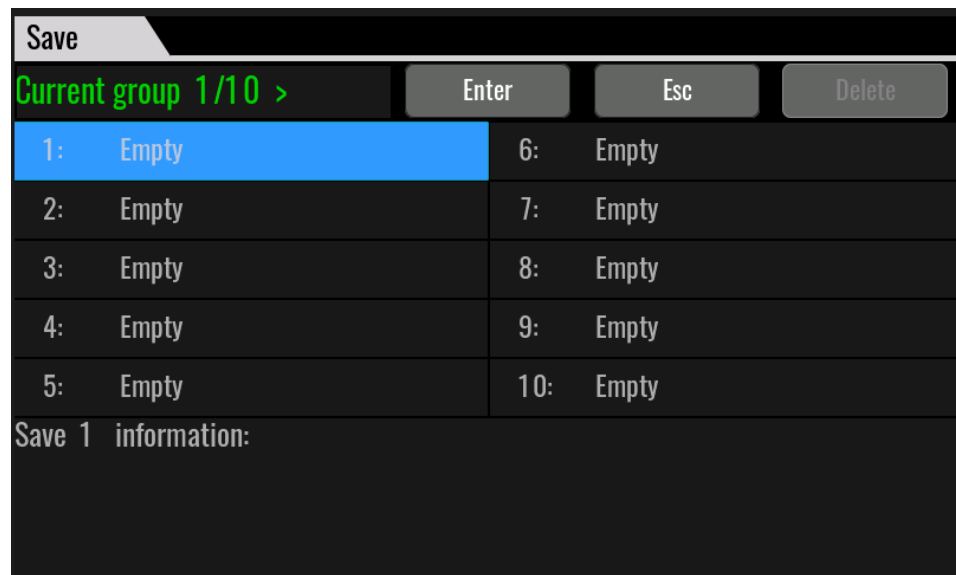 Save
Current group 1/10 > Enter Esc Delete
1: Empty 6: Empty
2: Empty 7: Empty
3: Empty 8: Empty
4: Empty 9: Empty
5: Empty 10: Empty
Save 1 information: